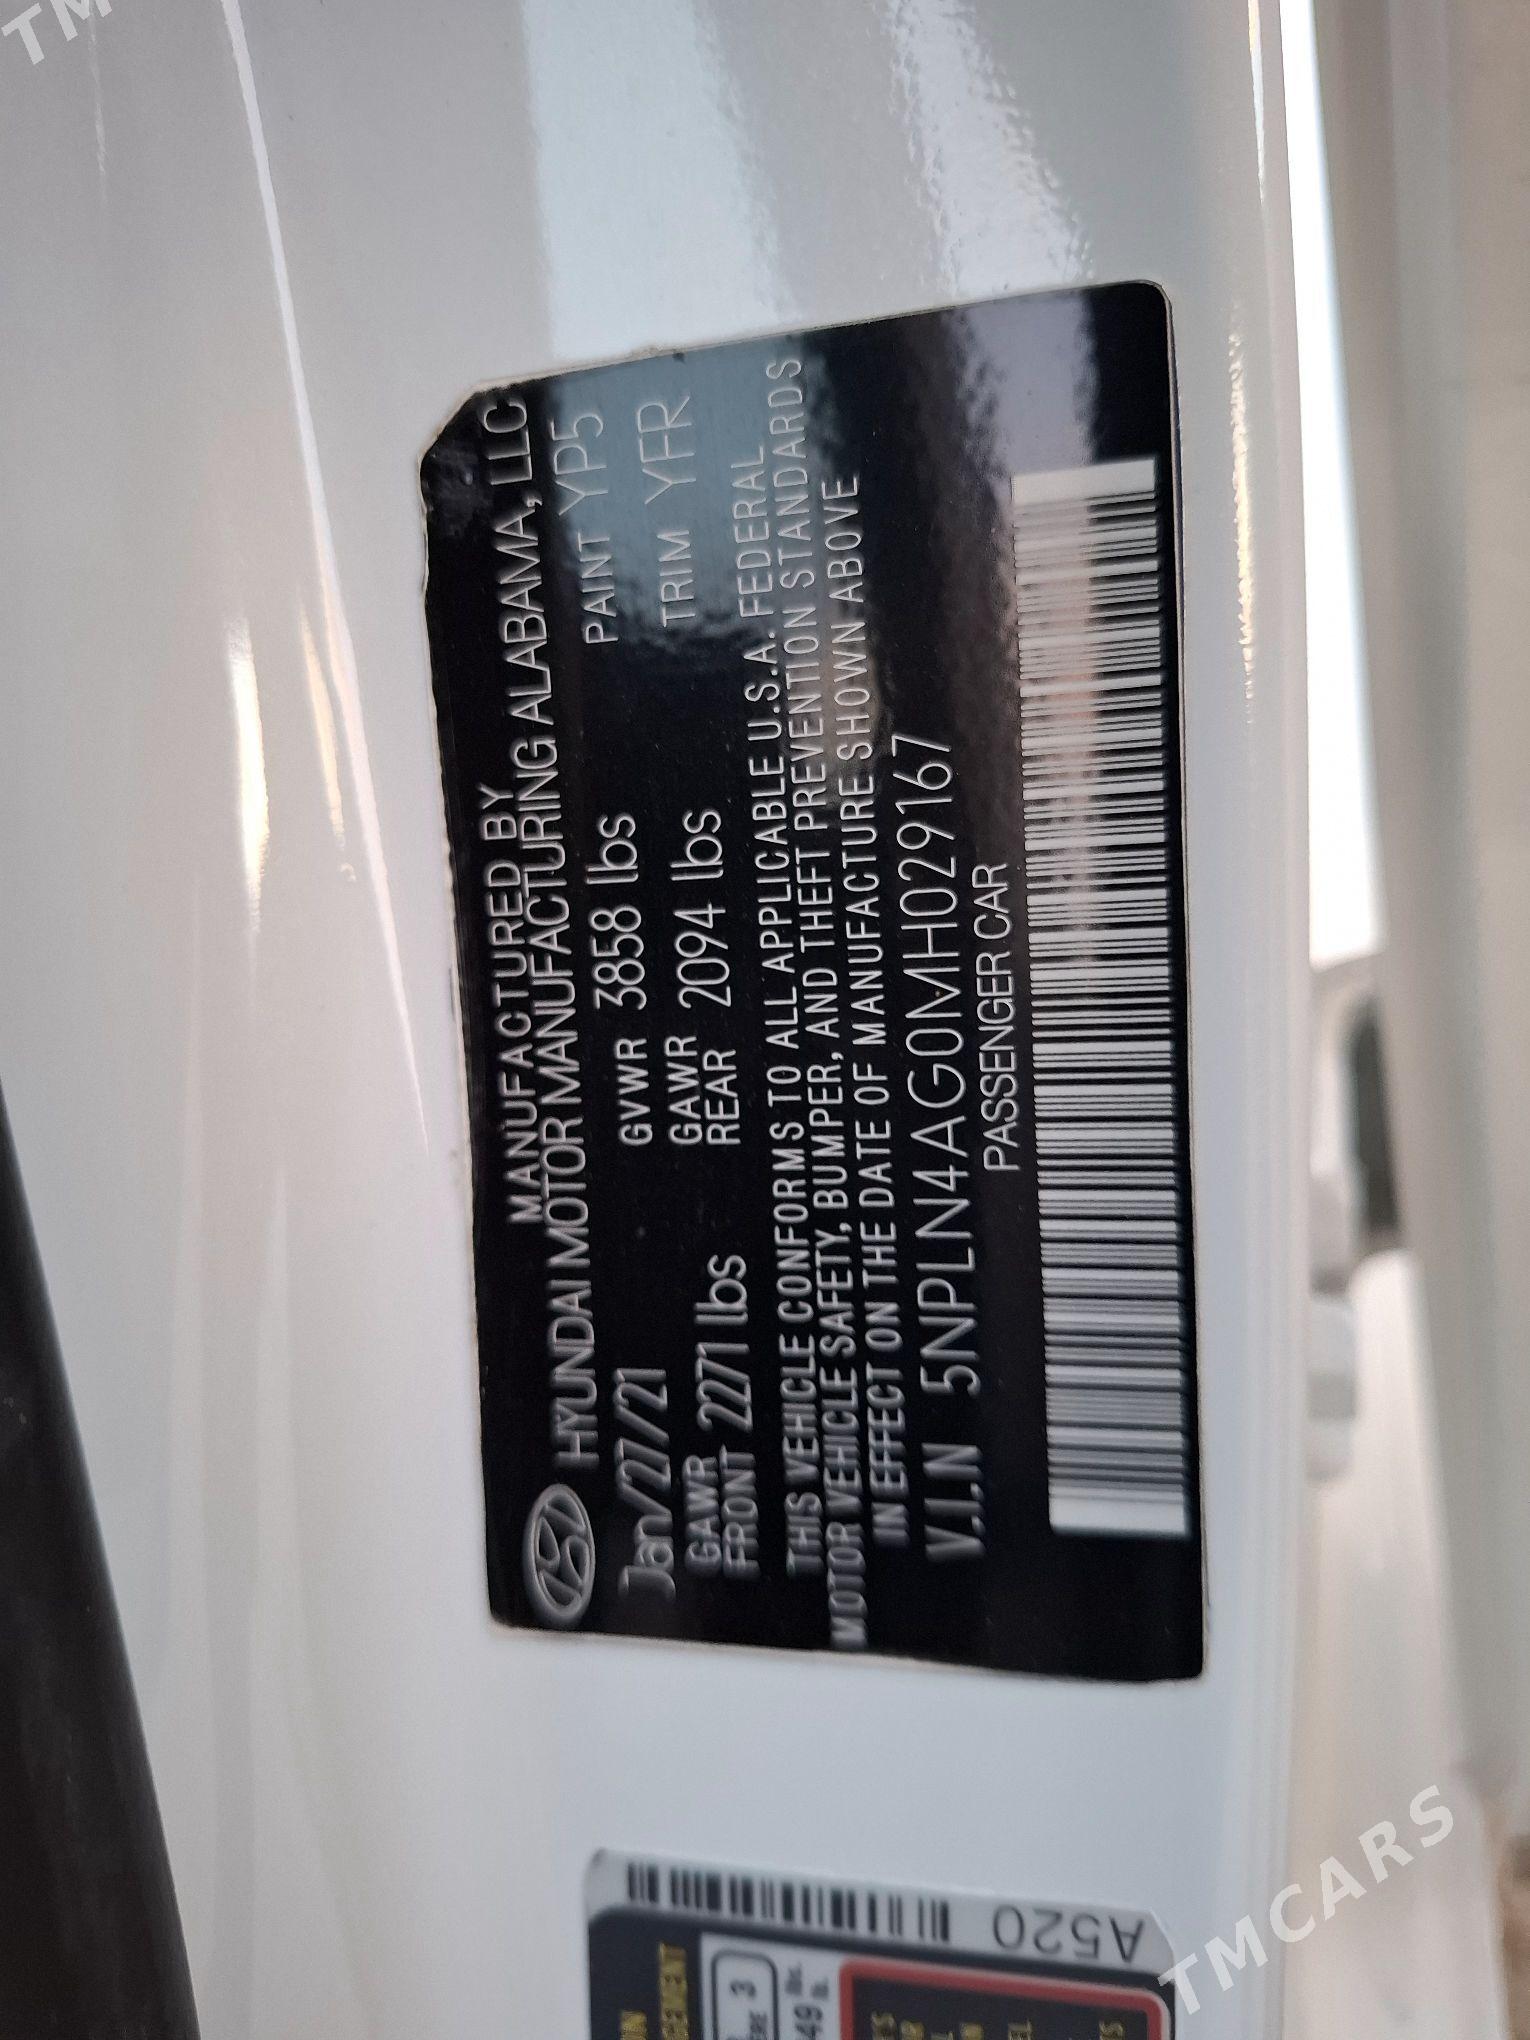 MANUFACTURED BY
HYUNDAI MOTOR MANUFACTURING ALABAMA, LLC
Jan/27/21 GVWR 3858 lbs PAINT YP5
GAWR FRONT 2271 lbs GAWR REAR 2094 lbs TRIM YFR
THIS VEHICLE CONFORMS TO ALL APPLICABLE U.S.A. FEDERAL
MOTOR VEHICLE SAFETY, BUMPER, AND THEFT PREVENTION STANDARDS
IN EFFECT ON THE DATE OF MANUFACTURE SHOWN ABOVE
V.I.N 5NPLN4AG0MH029167
PASSENGER CAR
A520
3
TMCARS
TM